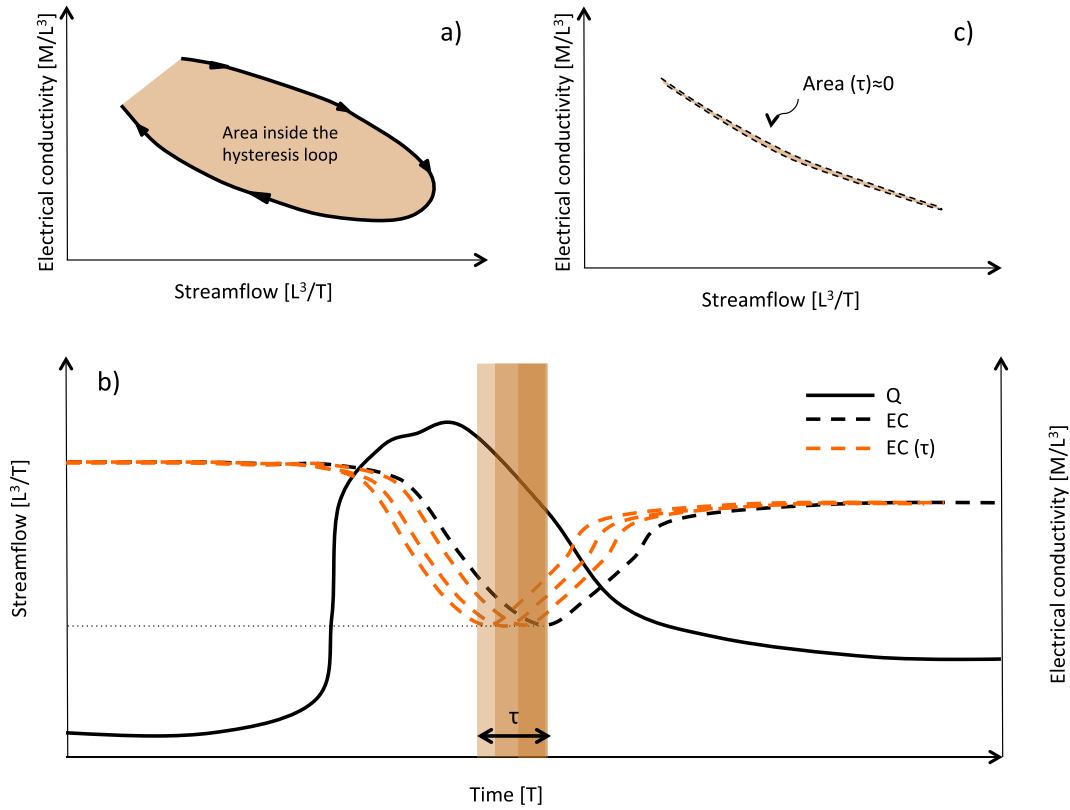 a)
Electrical conductivity [M/L³]
Area inside the
hysteresis loop
Streamflow [L³/T]
c)
Electrical conductivity [M/L³]
Area (τ)≈0
Streamflow [L³/T]
b)
Streamflow [L³/T]
Q
EC
EC (τ)
τ
Electrical conductivity [M/L³]
Time [T]